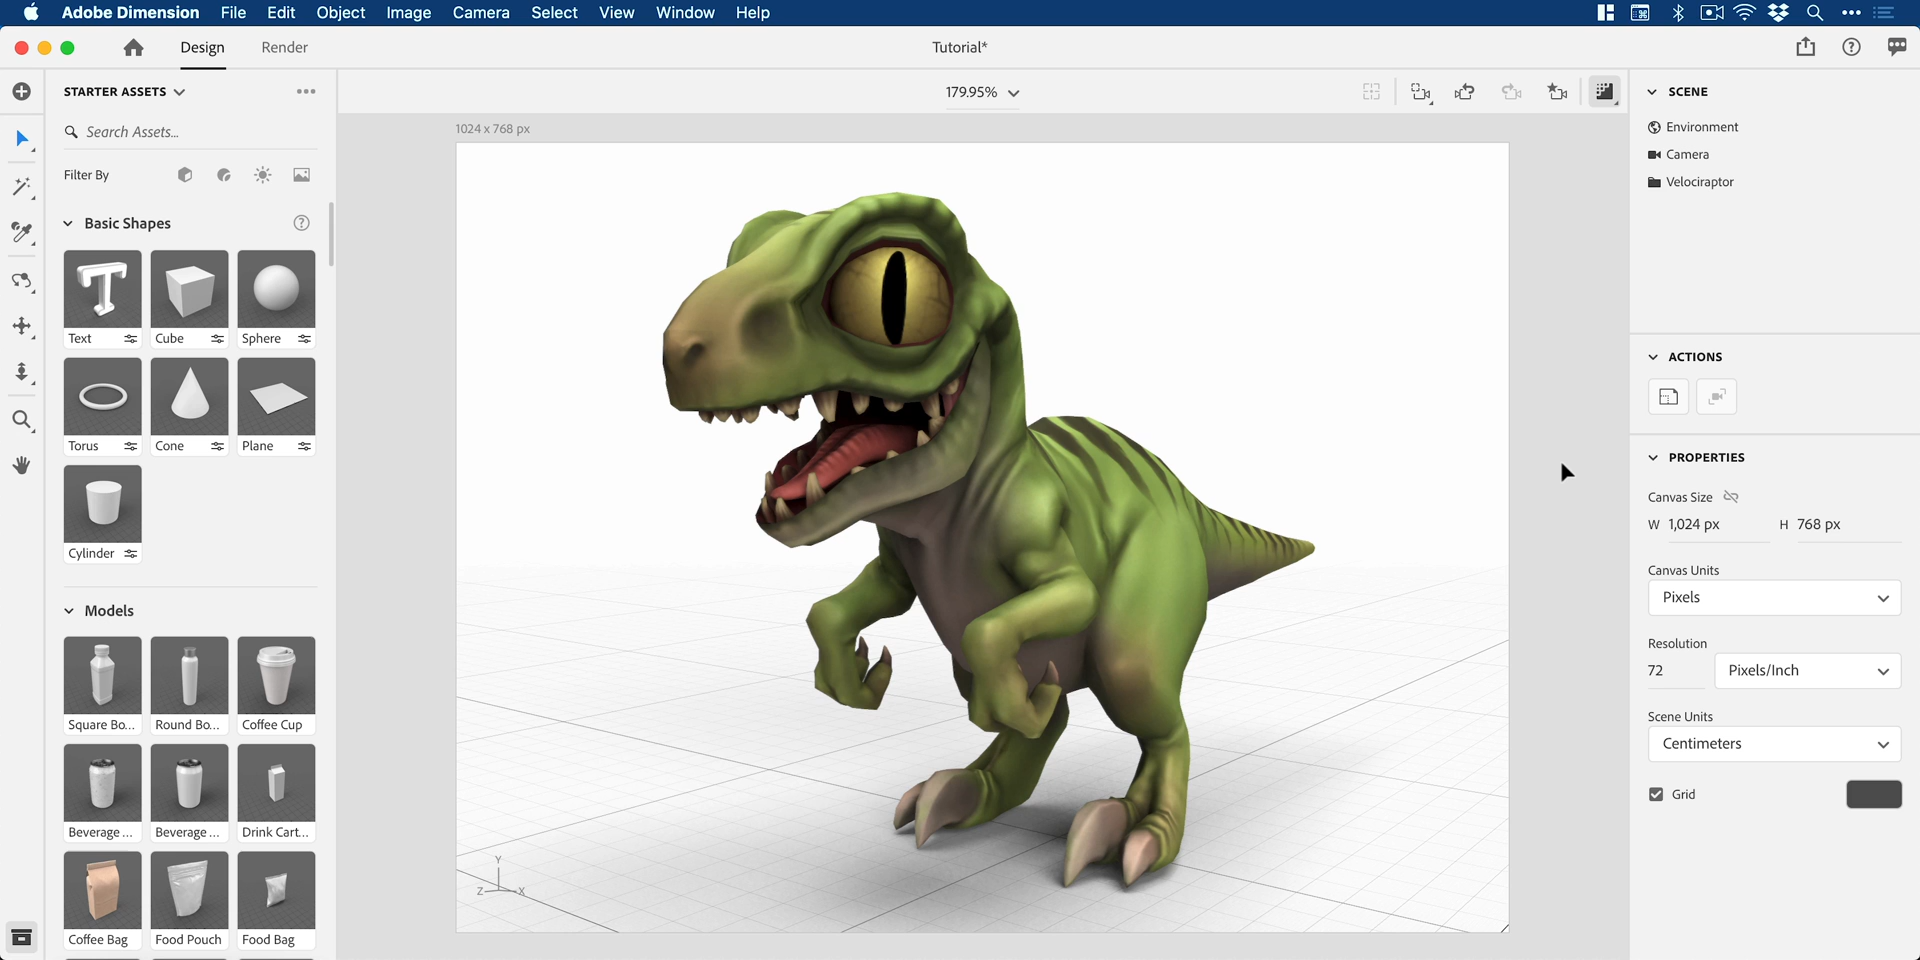 Adobe Dimension File Edit Object Image Camera Select View Window Help
Design Render Tutorial*
STARTER ASSETS
179.95%
SCENE
1024 x 768 px
Search Assets...
Environment
Camera
Filter By
Velociraptor
Basic Shapes
Text Cube Sphere
Torus Cone Plane
Cylinder
ACTIONS
PROPERTIES
Canvas Size
W 1,024 px H 768 px
Canvas Units
Pixels
Resolution
72 Pixels/Inch
Scene Units
Centimeters
Grid
Models
Square Bo... Round Bo... Coffee Cup
Beverage ... Beverage ... Drink Cart...
Coffee Bag Food Pouch Food Bag
Y
Z X